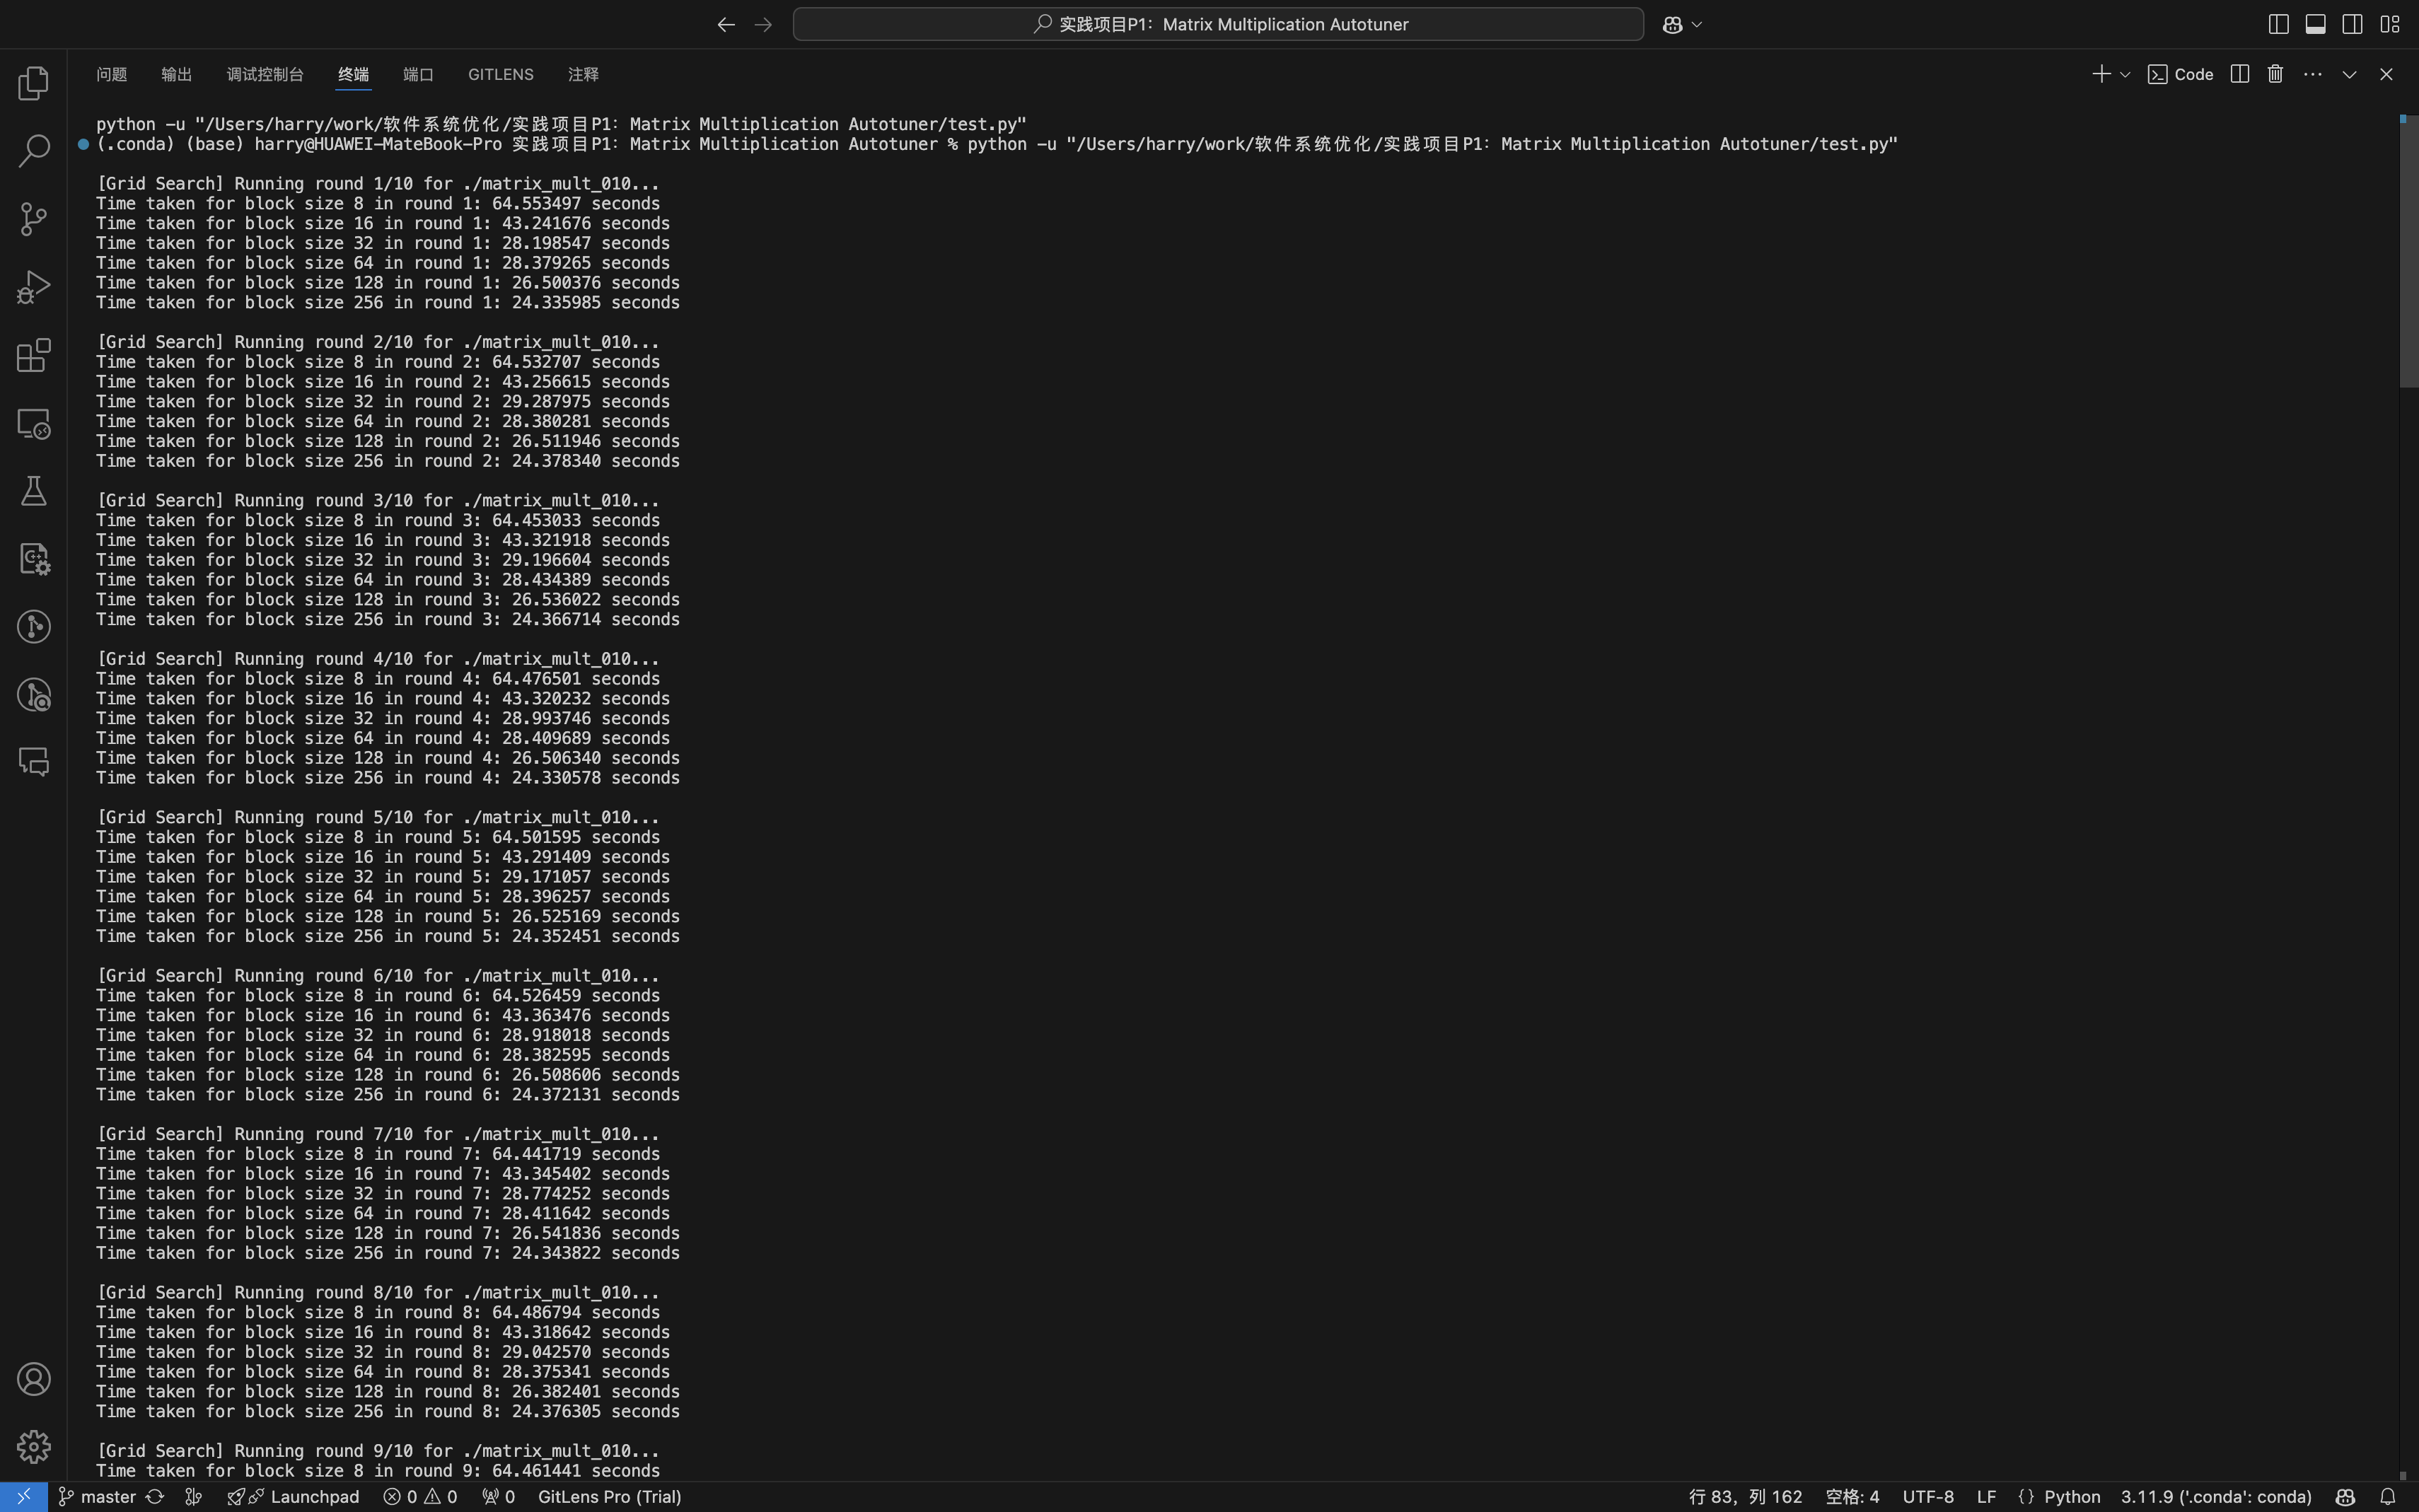 实践项目P1：Matrix Multiplication Autotuner
问题 输出 调试控制台 终端 端口 GITLENS 注释
Code
python -u "/Users/harry/work/软件系统优化/实践项目P1：Matrix Multiplication Autotuner/test.py"
(.conda) (base) harry@HUAWEI-MateBook-Pro 实践项目P1：Matrix Multiplication Autotuner % python -u "/Users/harry/work/软件系统优化/实践项目P1：Matrix Multiplication Autotuner/test.py"
[Grid Search] Running round 1/10 for ./matrix_mult_010...
Time taken for block size 8 in round 1: 64.553497 seconds
Time taken for block size 16 in round 1: 43.241676 seconds
Time taken for block size 32 in round 1: 28.198547 seconds
Time taken for block size 64 in round 1: 28.379265 seconds
Time taken for block size 128 in round 1: 26.500376 seconds
Time taken for block size 256 in round 1: 24.335985 seconds
[Grid Search] Running round 2/10 for ./matrix_mult_010...
Time taken for block size 8 in round 2: 64.532707 seconds
Time taken for block size 16 in round 2: 43.256615 seconds
Time taken for block size 32 in round 2: 29.287975 seconds
Time taken for block size 64 in round 2: 28.380281 seconds
Time taken for block size 128 in round 2: 26.511946 seconds
Time taken for block size 256 in round 2: 24.378340 seconds
[Grid Search] Running round 3/10 for ./matrix_mult_010...
Time taken for block size 8 in round 3: 64.453033 seconds
Time taken for block size 16 in round 3: 43.321918 seconds
Time taken for block size 32 in round 3: 29.196604 seconds
Time taken for block size 64 in round 3: 28.434389 seconds
Time taken for block size 128 in round 3: 26.536022 seconds
Time taken for block size 256 in round 3: 24.366714 seconds
[Grid Search] Running round 4/10 for ./matrix_mult_010...
Time taken for block size 8 in round 4: 64.476501 seconds
Time taken for block size 16 in round 4: 43.320232 seconds
Time taken for block size 32 in round 4: 28.993746 seconds
Time taken for block size 64 in round 4: 28.409689 seconds
Time taken for block size 128 in round 4: 26.506340 seconds
Time taken for block size 256 in round 4: 24.330578 seconds
[Grid Search] Running round 5/10 for ./matrix_mult_010...
Time taken for block size 8 in round 5: 64.501595 seconds
Time taken for block size 16 in round 5: 43.291409 seconds
Time taken for block size 32 in round 5: 29.171057 seconds
Time taken for block size 64 in round 5: 28.396257 seconds
Time taken for block size 128 in round 5: 26.525169 seconds
Time taken for block size 256 in round 5: 24.352451 seconds
[Grid Search] Running round 6/10 for ./matrix_mult_010...
Time taken for block size 8 in round 6: 64.526459 seconds
Time taken for block size 16 in round 6: 43.363476 seconds
Time taken for block size 32 in round 6: 28.918018 seconds
Time taken for block size 64 in round 6: 28.382595 seconds
Time taken for block size 128 in round 6: 26.508606 seconds
Time taken for block size 256 in round 6: 24.372131 seconds
[Grid Search] Running round 7/10 for ./matrix_mult_010...
Time taken for block size 8 in round 7: 64.441719 seconds
Time taken for block size 16 in round 7: 43.345402 seconds
Time taken for block size 32 in round 7: 28.774252 seconds
Time taken for block size 64 in round 7: 28.411642 seconds
Time taken for block size 128 in round 7: 26.541836 seconds
Time taken for block size 256 in round 7: 24.343822 seconds
[Grid Search] Running round 8/10 for ./matrix_mult_010...
Time taken for block size 8 in round 8: 64.486794 seconds
Time taken for block size 16 in round 8: 43.318642 seconds
Time taken for block size 32 in round 8: 29.042570 seconds
Time taken for block size 64 in round 8: 28.375341 seconds
Time taken for block size 128 in round 8: 26.382401 seconds
Time taken for block size 256 in round 8: 24.376305 seconds
[Grid Search] Running round 9/10 for ./matrix_mult_010...
Time taken for block size 8 in round 9: 64.461441 seconds
master Launchpad 0 0 0 GitLens Pro (Trial) 行 83，列 162 空格: 4 UTF-8 LF {} Python 3.11.9 ('.conda': conda)